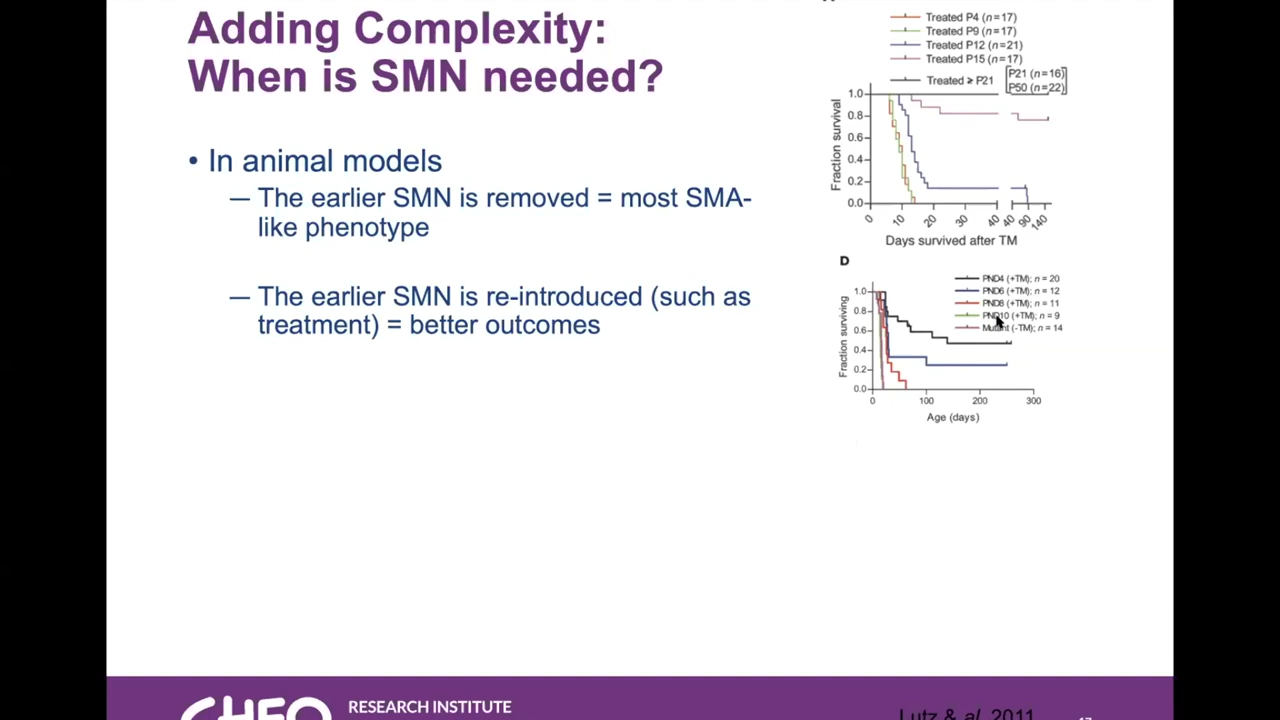 Adding Complexity:
When is SMN needed?
• In animal models
— The earlier SMN is removed = most SMA-
like phenotype
— The earlier SMN is re-introduced (such as
treatment) = better outcomes
Treated P4 (n=17)
Treated P9 (n=17)
Treated P12 (n=21)
Treated P15 (n=17)
Treated ≥ P21 [P21 (n=16)
P50 (n=22)]
Fraction survival
1.0
0.8
0.6
0.4
0.2
0.0
0 10 20 30 40 40 90 140
Days survived after TM
D
PND4 (+TM); n = 20
PND6 (+TM); n = 12
PND8 (+TM); n = 11
PND10 (+TM); n = 9
Mutant (-TM); n = 14
Fraction surviving
1.0
0.8
0.6
0.4
0.2
0.0
0 100 200 300
Age (days)
CHEO
RESEARCH INSTITUTE
Lutz & al. 2011